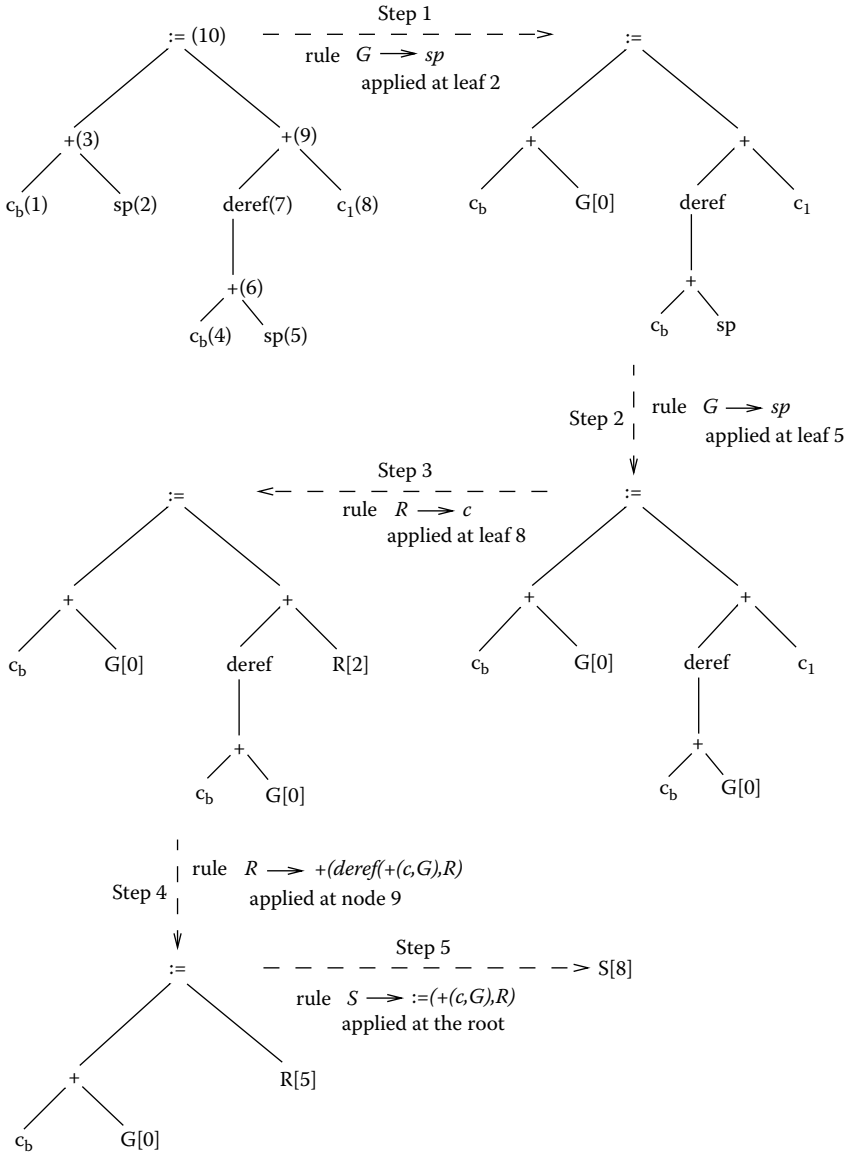 := (10)
Step 1
rule G → sp
applied at leaf 2
:=
+(3)
+(9)
+
+
c_b(1)
sp(2)
deref(7)
c_1(8)
c_b
G[0]
deref
c_1
+(6)
+
c_b(4)
sp(5)
c_b
sp
Step 2
rule G → sp
applied at leaf 5
:=
Step 3
rule R → c
applied at leaf 8
:=
+
+
+
+
c_b
G[0]
deref
R[2]
c_b
G[0]
deref
c_1
+
+
c_b
G[0]
c_b
G[0]
Step 4
rule R → +(deref(+(c,G),R)
applied at node 9
:=
Step 5
S[8]
rule S → :=(+(c,G),R)
applied at the root
+
R[5]
c_b
G[0]